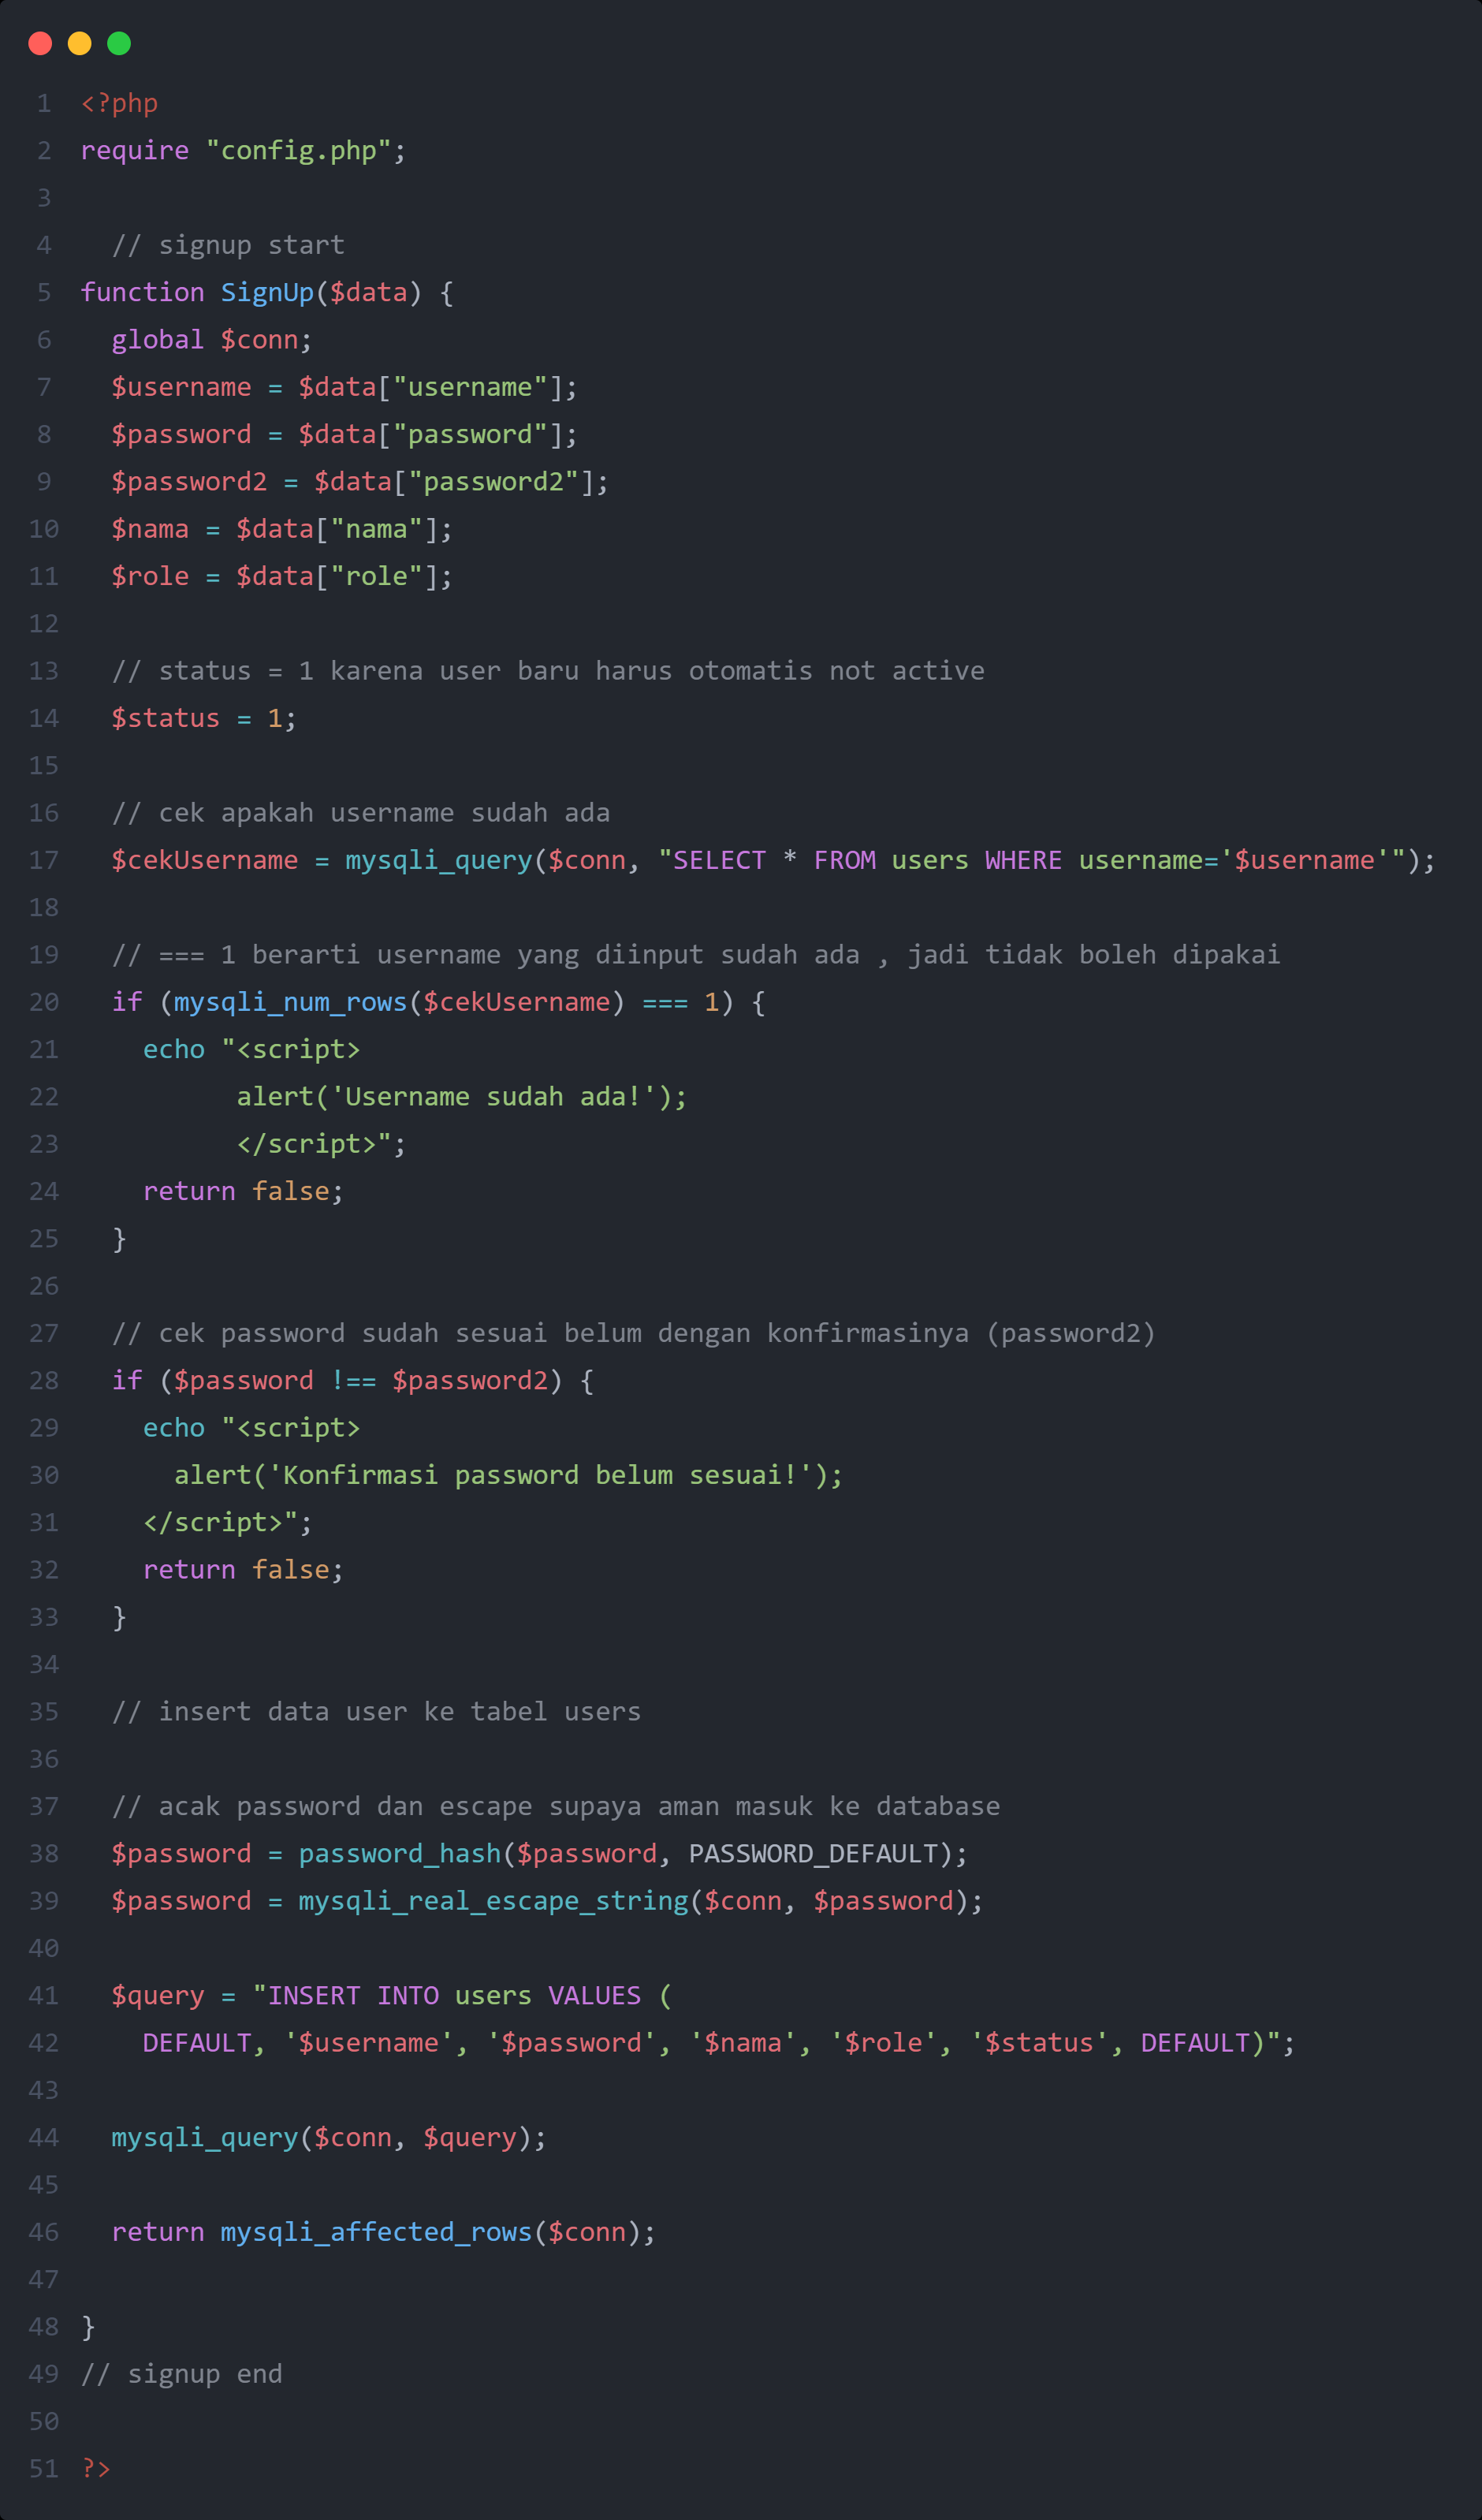 1 <?php
2 require "config.php";
3
4   // signup start
5 function SignUp($data) {
6   global $conn;
7   $username = $data["username"];
8   $password = $data["password"];
9   $password2 = $data["password2"];
10   $nama = $data["nama"];
11   $role = $data["role"];
12
13   // status = 1 karena user baru harus otomatis not active
14   $status = 1;
15
16   // cek apakah username sudah ada
17   $cekUsername = mysqli_query($conn, "SELECT * FROM users WHERE username='$username'");
18
19   // === 1 berarti username yang diinput sudah ada , jadi tidak boleh dipakai
20   if (mysqli_num_rows($cekUsername) === 1) {
21     echo "<script>
22           alert('Username sudah ada!');
23           </script>";
24     return false;
25   }
26
27   // cek password sudah sesuai belum dengan konfirmasinya (password2)
28   if ($password !== $password2) {
29     echo "<script>
30       alert('Konfirmasi password belum sesuai!');
31     </script>";
32     return false;
33   }
34
35   // insert data user ke tabel users
36
37   // acak password dan escape supaya aman masuk ke database
38   $password = password_hash($password, PASSWORD_DEFAULT);
39   $password = mysqli_real_escape_string($conn, $password);
40
41   $query = "INSERT INTO users VALUES (
42     DEFAULT, '$username', '$password', '$nama', '$role', '$status', DEFAULT)";
43
44   mysqli_query($conn, $query);
45
46   return mysqli_affected_rows($conn);
47
48 }
49 // signup end
50
51 ?>